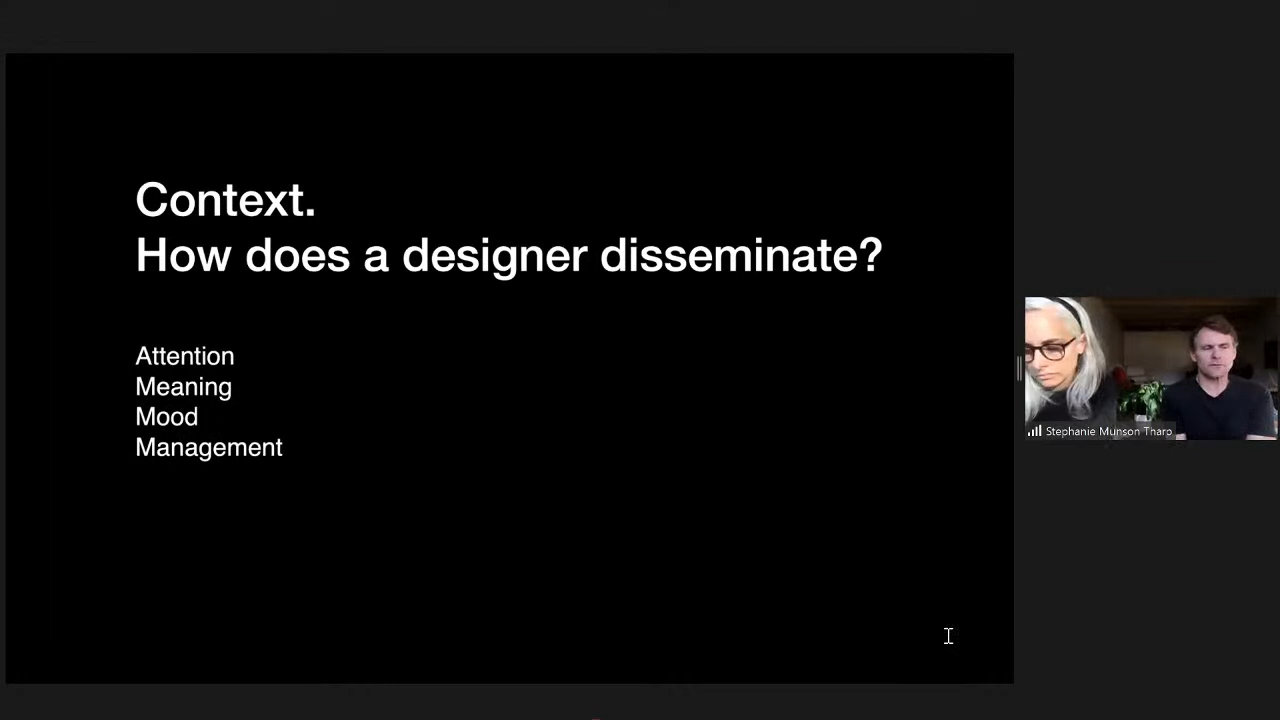 Context.
How does a designer disseminate?
Attention
Meaning
Mood
Management
Stephanie Munson Tharp